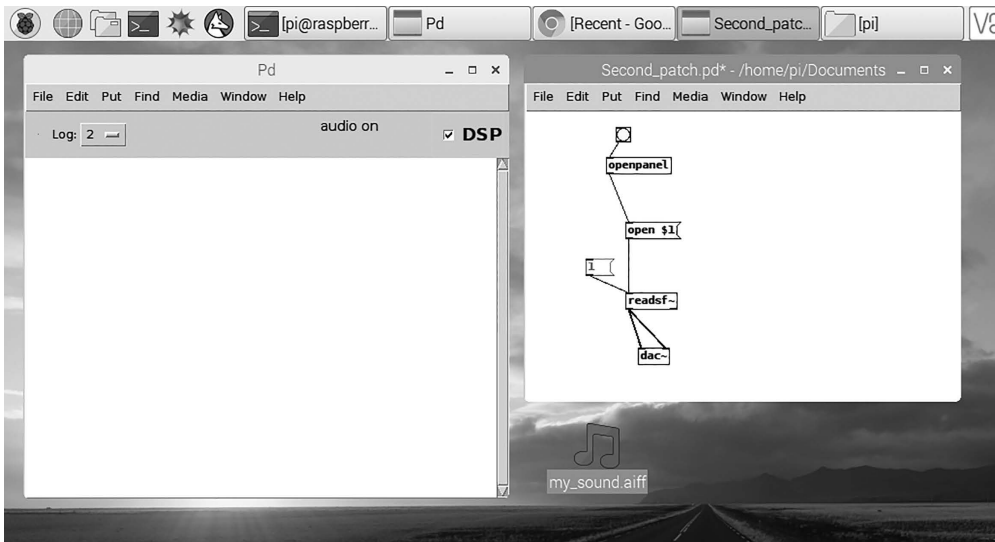 [pi@raspberr...
Pd
[Recent - Goo...
Second_patc...
[pi]
Pd
File Edit Put Find Media Window Help
Log: 2
audio on
DSP
Second_patch.pd* - /home/pi/Documents
File Edit Put Find Media Window Help
openpanel
open $1
1
readsf~
dac~
my_sound.aiff